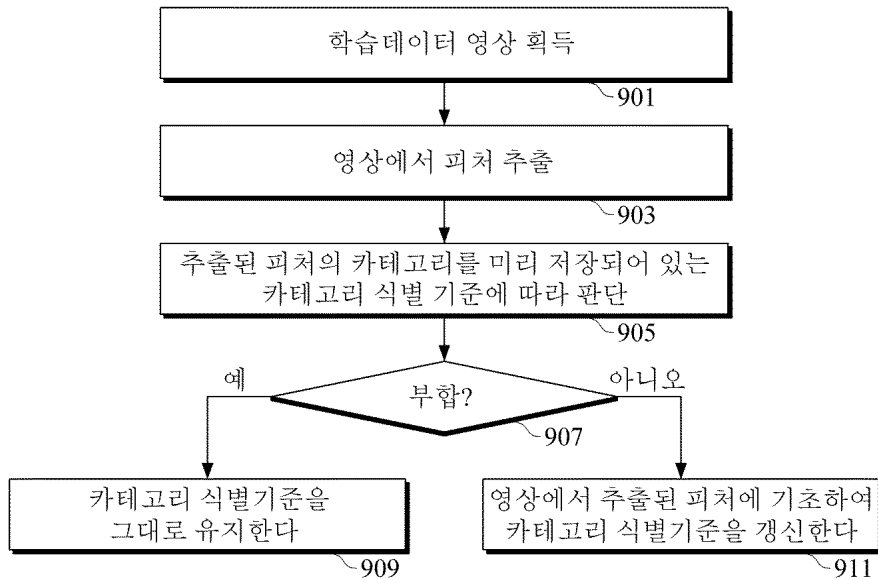 학습데이터 영상 획득
901
영상에서 피처 추출
903
추출된 피처의 카테고리를 미리 저장되어 있는
카테고리 식별 기준에 따라 판단
905
예
부합?
아니오
907
카테고리 식별기준을
그대로 유지한다
909
영상에서 추출된 피처에 기초하여
카테고리 식별기준을 갱신한다
911